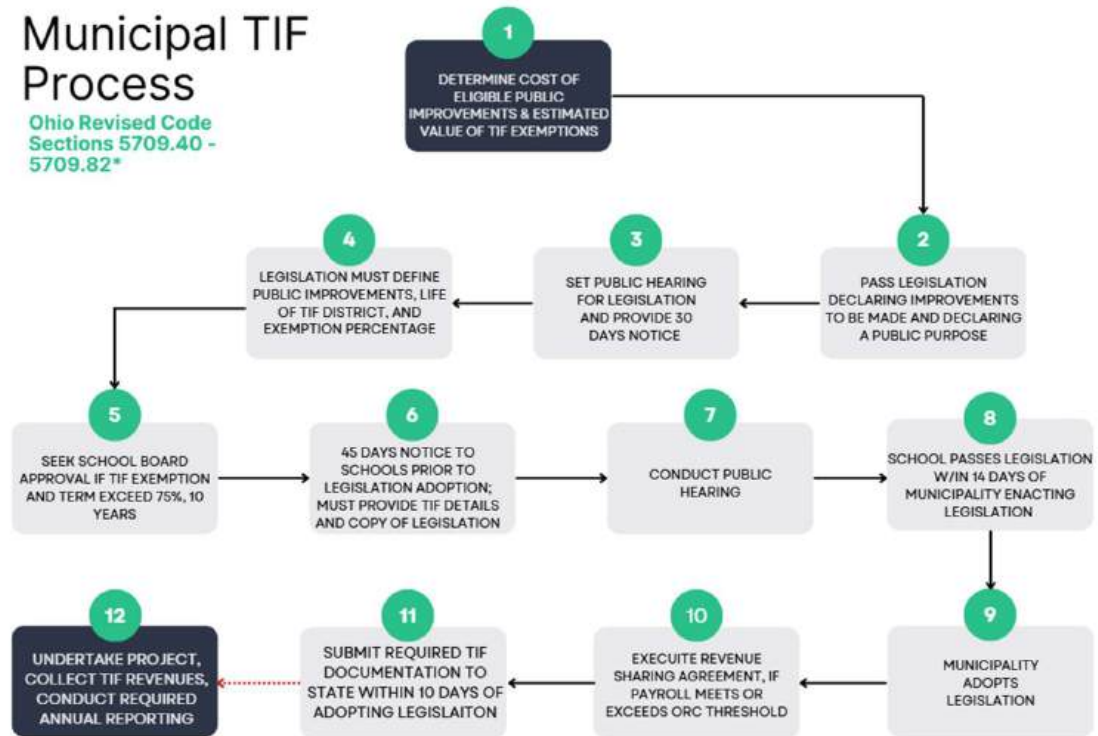 Municipal TIF
Process
Ohio Revised Code
Sections 5709.40 -
5709.82*
1
DETERMINE COST OF
ELIGIBLE PUBLIC
IMPROVEMENTS & ESTIMATED
VALUE OF TIF EXEMPTIONS
2
PASS LEGISLATION
DECLARING IMPROVEMENTS
TO BE MADE AND DECLARING
A PUBLIC PURPOSE
3
SET PUBLIC HEARING
FOR LEGISLATION
AND PROVIDE 30
DAYS NOTICE
4
LEGISLATION MUST DEFINE
PUBLIC IMPROVEMENTS, LIFE
OF TIF DISTRICT, AND
EXEMPTION PERCENTAGE
5
SEEK SCHOOL BOARD
APPROVAL IF TIF EXEMPTION
AND TERM EXCEED 75%, 10
YEARS
6
45 DAYS NOTICE TO
SCHOOLS PRIOR TO
LEGISLATION ADOPTION;
MUST PROVIDE TIF DETAILS
AND COPY OF LEGISLATION
7
CONDUCT PUBLIC
HEARING
8
SCHOOL PASSES LEGISLATION
W/IN 14 DAYS OF
MUNICIPALITY ENACTING
LEGISLATION
9
MUNICIPALITY
ADOPTS
LEGISLATION
10
EXECUITE REVENUE
SHARING AGREEMENT, IF
PAYROLL MEETS OR
EXCEEDS ORC THRESHOLD
11
SUBMIT REQUIRED TIF
DOCUMENTATION TO
STATE WITHIN 10 DAYS OF
ADOPTING LEGISLAITON
12
UNDERTAKE PROJECT,
COLLECT TIF REVENUES,
CONDUCT REQUIRED
ANNUAL REPORTING